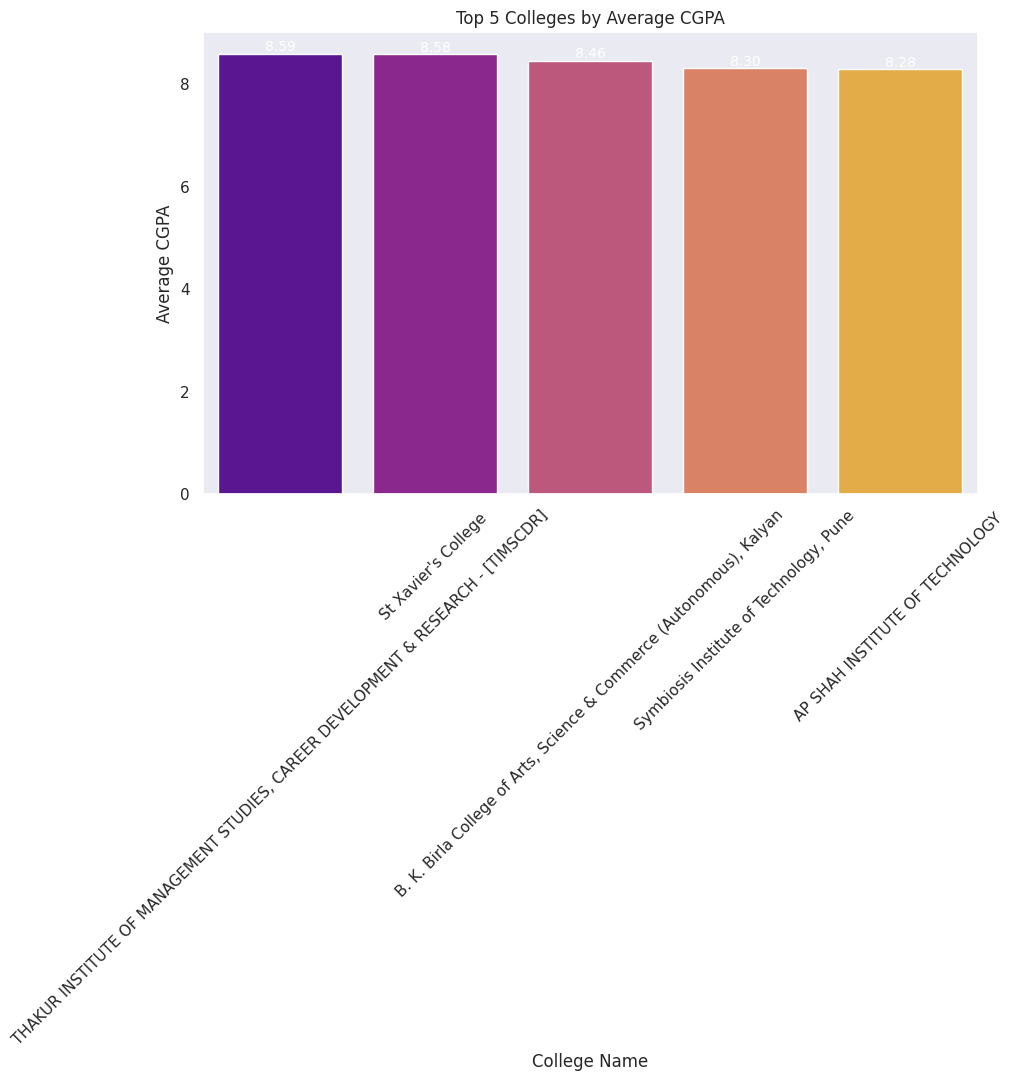 Top 5 Colleges by Average CGPA
8.59
8.58
8.46
8.30
8.28
Average CGPA
8
6
4
2
0
THAKUR INSTITUTE OF MANAGEMENT STUDIES, CAREER DEVELOPMENT & RESEARCH - [TIMSCDR]
St Xavier's College
B. K. Birla College of Arts, Science & Commerce (Autonomous), Kalyan
Symbiosis Institute of Technology, Pune
AP SHAH INSTITUTE OF TECHNOLOGY
College Name